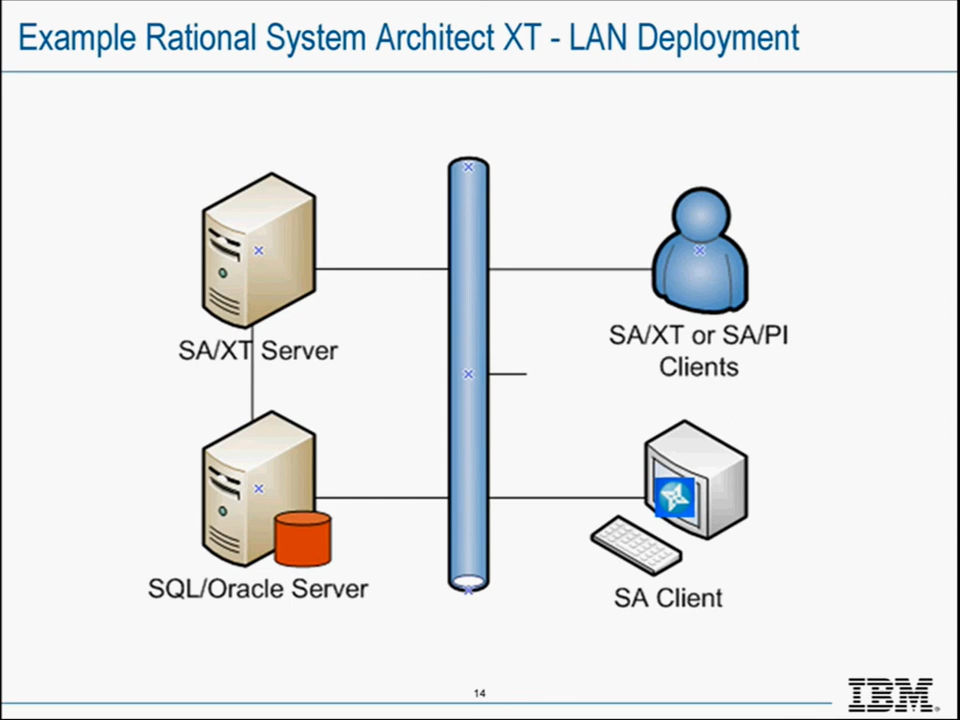 Example Rational System Architect XT - LAN Deployment
SA/XT Server
SA/XT or SA/PI
Clients
SQL/Oracle Server
SA Client
14
IBM®